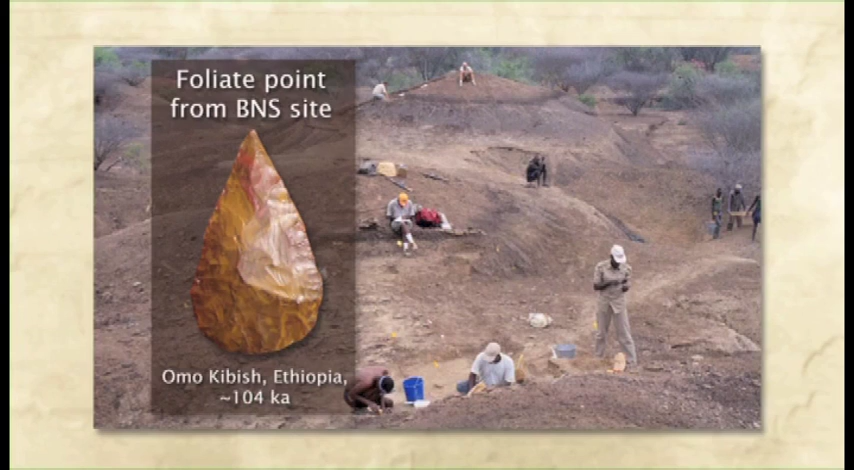 Foliate point
from BNS site
Omo Kibish, Ethiopia,
~104 ka